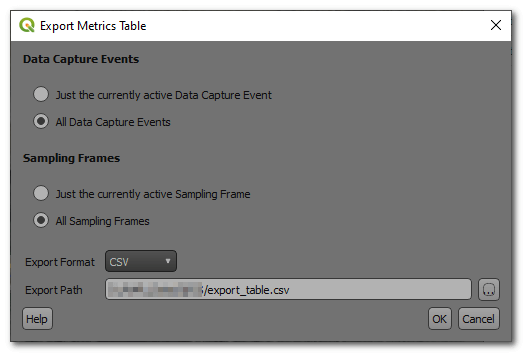 Export Metrics Table
Data Capture Events
Just the currently active Data Capture Event
All Data Capture Events
Sampling Frames
Just the currently active Sampling Frame
All Sampling Frames
Export Format CSV
Export Path /export_table.csv ...
Help OK Cancel